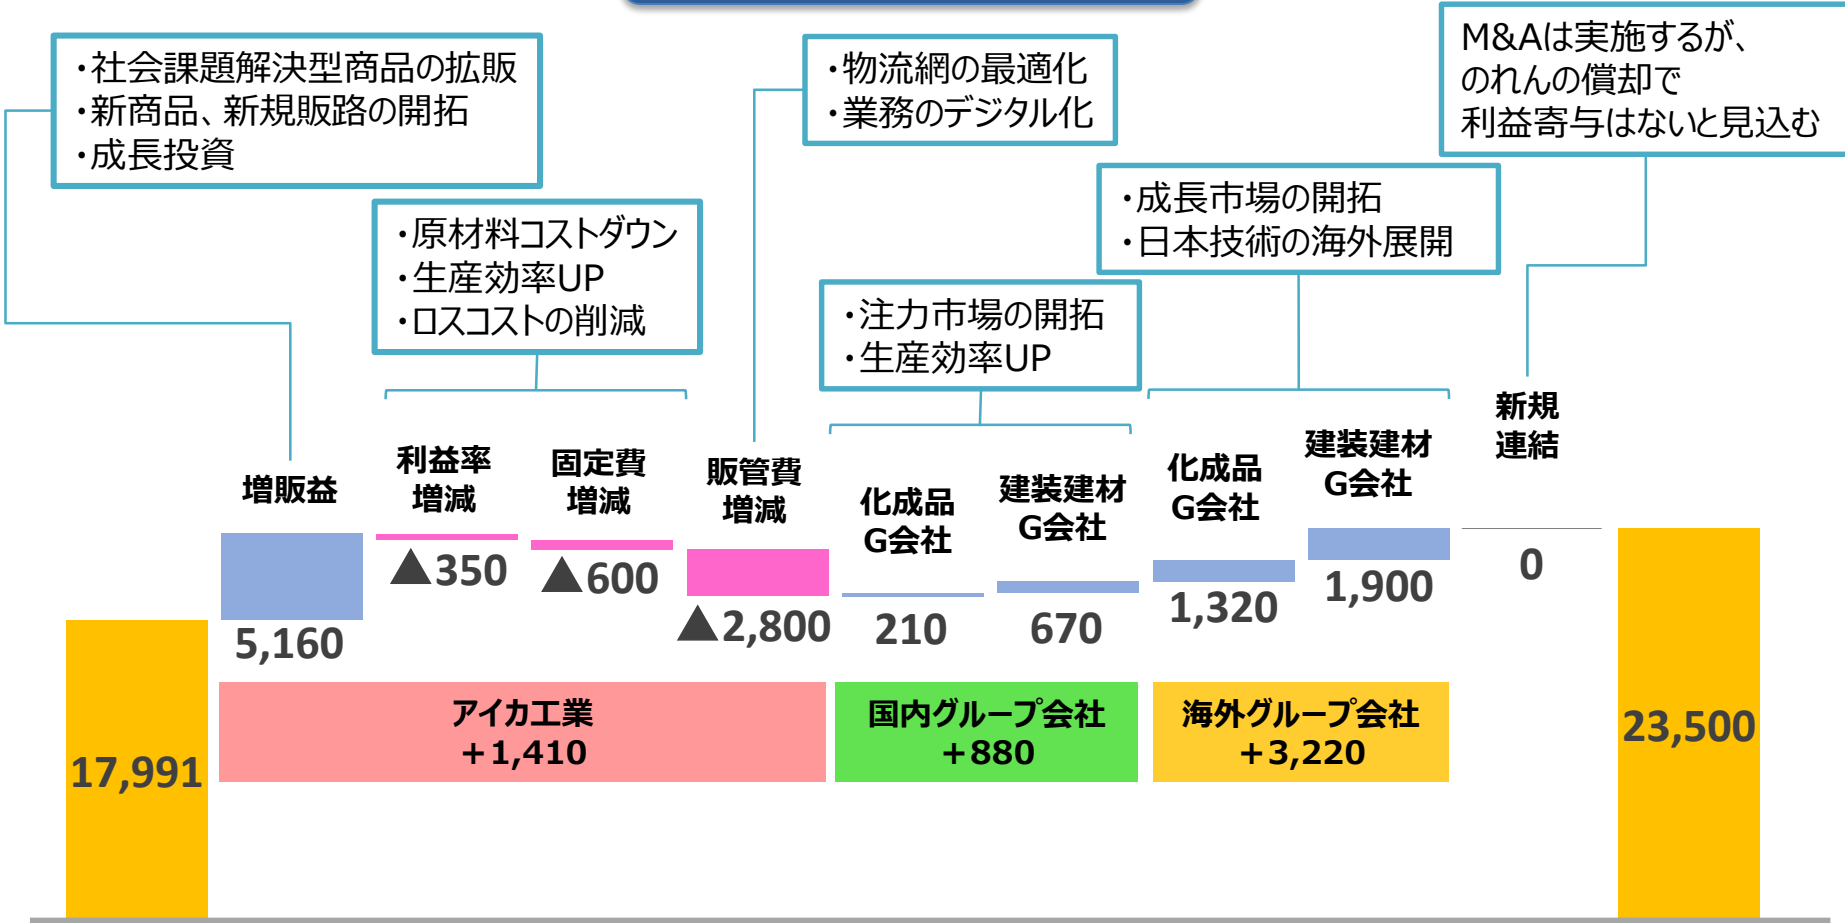 ・社会課題解決型商品の拡販
・新商品、新規販路の開拓
・成長投資
・物流網の最適化
・業務のデジタル化
M&Aは実施するが、
のれんの償却で
利益寄与はないと見込む
・原材料コストダウン
・生産効率UP
・ロスコストの削減
・成長市場の開拓
・日本技術の海外展開
・注力市場の開拓
・生産効率UP
増販益
利益率
増減
固定費
増減
販管費
増減
化成品
G会社
建装建材
G会社
化成品
G会社
建装建材
G会社
新規
連結
17,991
5,160
▲350
▲600
▲2,800
210
670
1,320
1,900
0
23,500
アイカ工業
+1,410
国内グループ会社
+880
海外グループ会社
+3,220